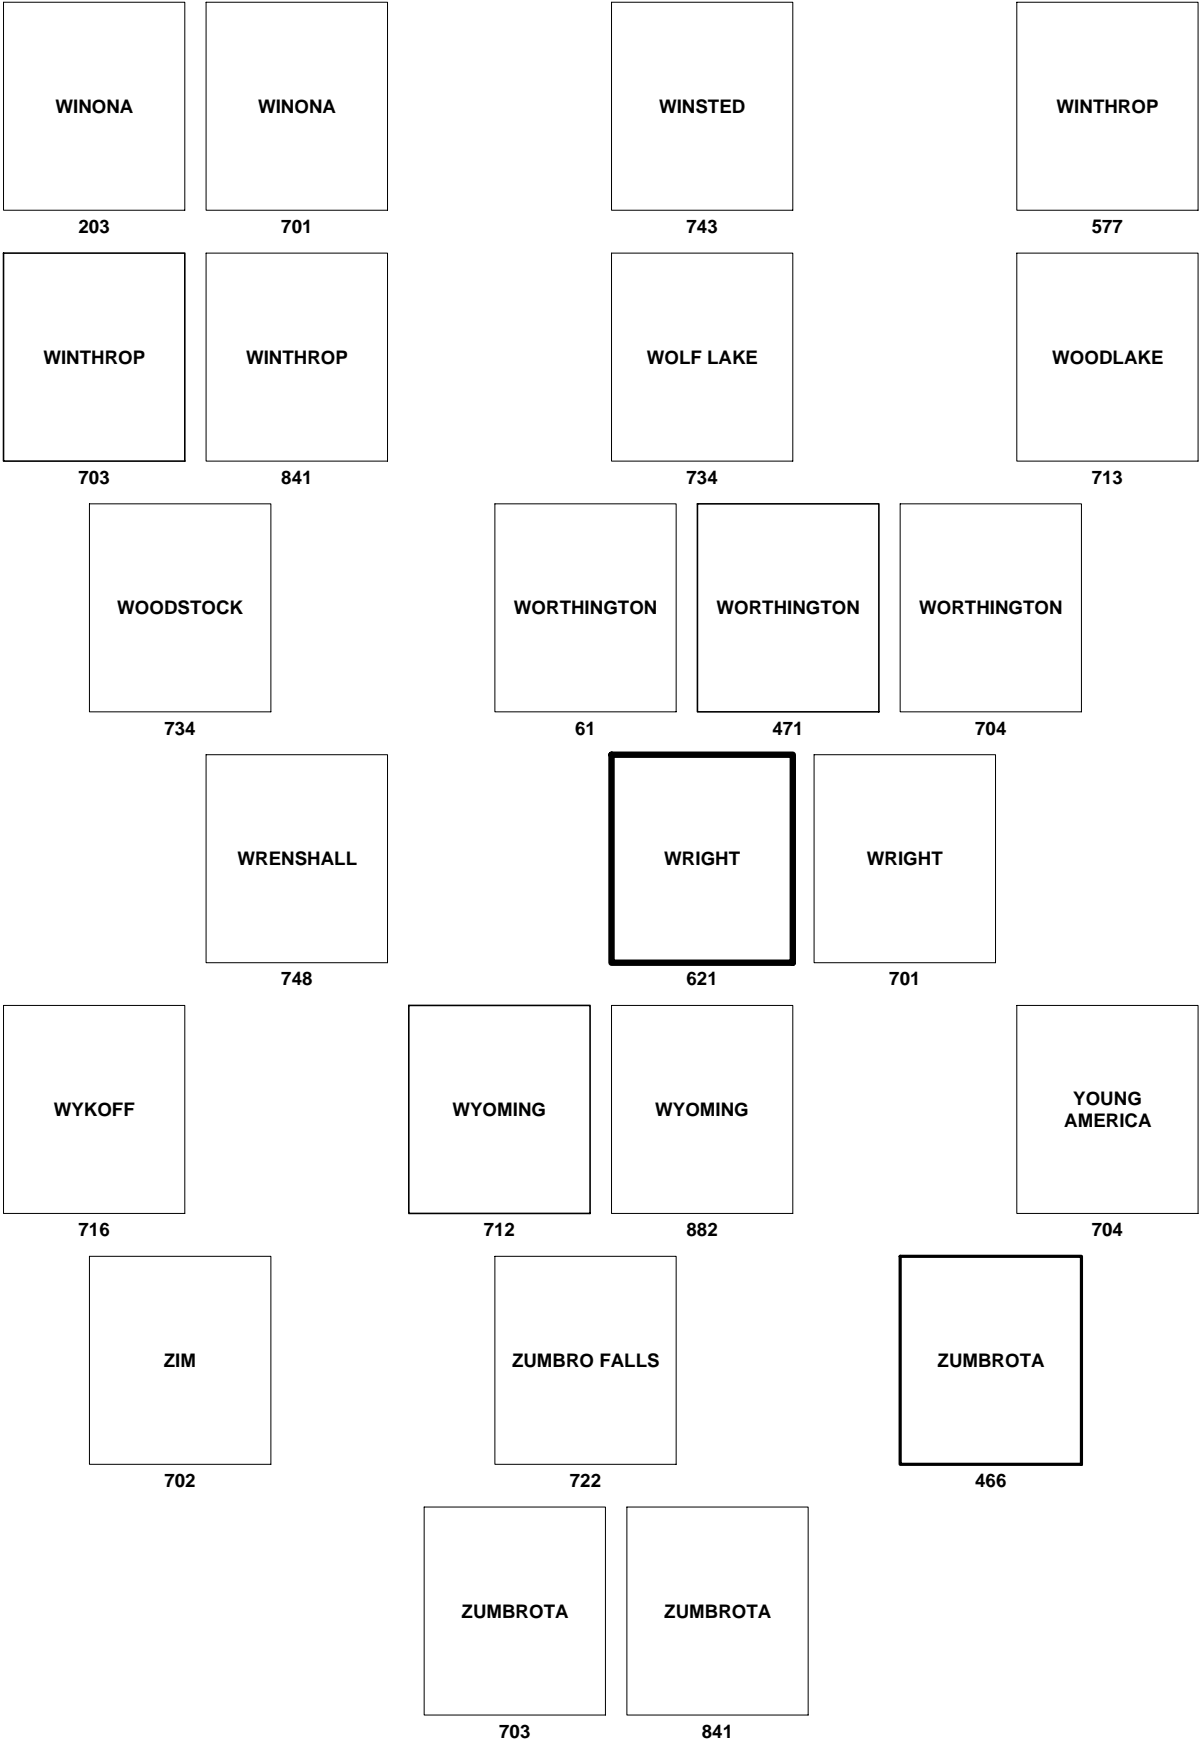 WINONA
WINONA
WINSTED
WINTHROP
203
701
743
577
WINTHROP
WINTHROP
WOLF LAKE
WOODLAKE
703
841
734
713
WOODSTOCK
WORTHINGTON
WORTHINGTON
WORTHINGTON
734
61
471
704
WRENSHALL
WRIGHT
WRIGHT
748
621
701
WYKOFF
WYOMING
WYOMING
YOUNG
AMERICA
716
712
882
704
ZIM
ZUMBRO FALLS
ZUMBROTA
702
722
466
ZUMBROTA
ZUMBROTA
703
841